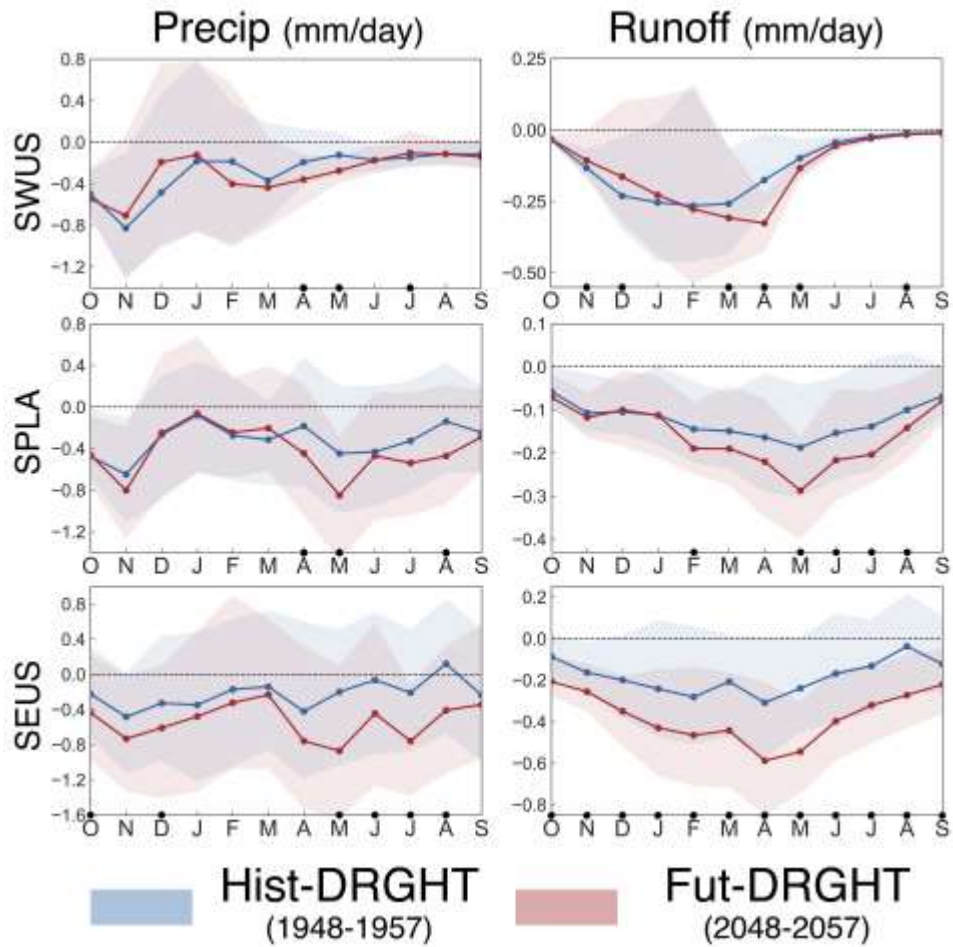 Precip (mm/day)
Runoff (mm/day)
SWUS
0.8
0.4
0.0
−0.4
−0.8
−1.2
O N D J F M A M J J A S
0.25
0.00
−0.25
−0.50
O N D J F M A M J J A S
SPLA
0.8
0.4
0.0
−0.4
−0.8
−1.2
O N D J F M A M J J A S
0.1
0.0
−0.1
−0.2
−0.3
−0.4
O N D J F M A M J J A S
SEUS
0.8
0.4
0.0
−0.4
−0.8
−1.2
−1.6
O N D J F M A M J J A S
0.2
0.0
−0.2
−0.4
−0.6
−0.8
O N D J F M A M J J A S
Hist-DRGHT
(1948-1957)
Fut-DRGHT
(2048-2057)